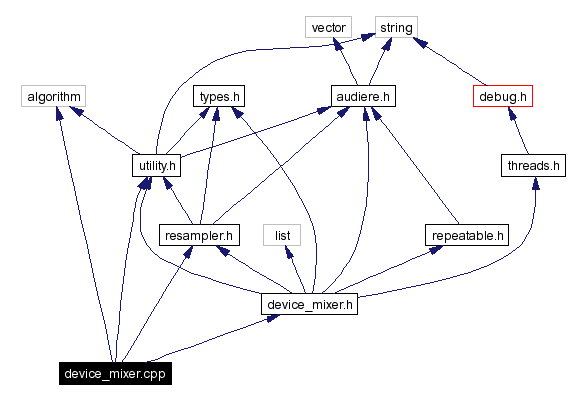 vector
string
algorithm
types.h
audiere.h
debug.h
utility.h
threads.h
resampler.h
list
repeatable.h
device_mixer.h
device_mixer.cpp